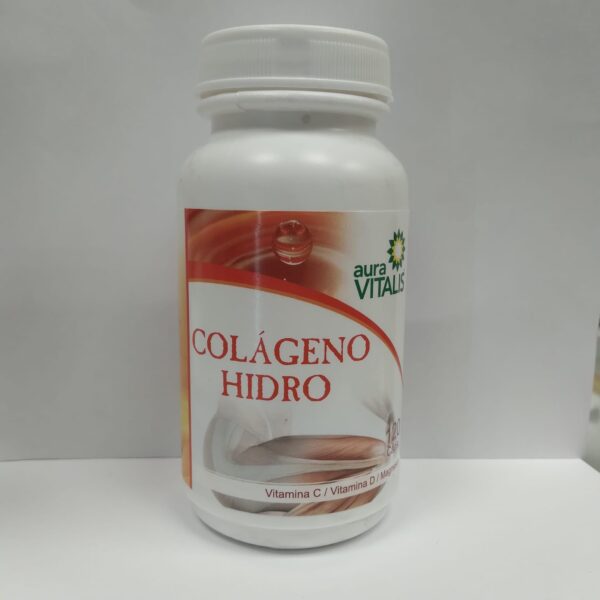 aura
VITALIS
COLÁGENO
HIDRO
Vitamina C / Vitamina D /